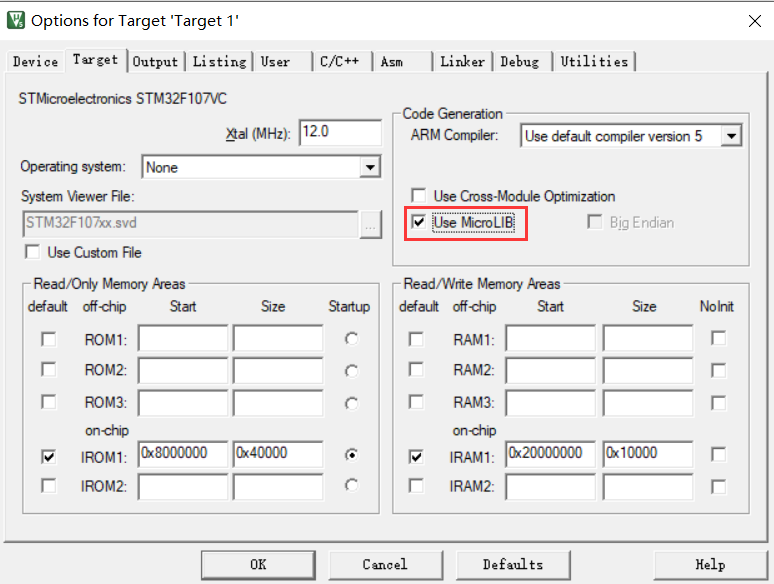 Options for Target 'Target 1'
Device Target Output Listing User C/C++ Asm Linker Debug Utilities
STMicroelectronics STM32F107VC
Xtal (MHz): 12.0
Operating system: None
System Viewer File:
STM32F107xx.svd ...
Use Custom File
Code Generation
ARM Compiler: Use default compiler version 5
Use Cross-Module Optimization
Use MicroLIB Big Endian
Read/Only Memory Areas
default off-chip Start Size Startup
ROM1:
ROM2:
ROM3:
on-chip
IROM1: 0x8000000 0x40000
IROM2:
Read/Write Memory Areas
default off-chip Start Size NoInit
RAM1:
RAM2:
RAM3:
on-chip
IRAM1: 0x20000000 0x10000
IRAM2:
OK Cancel Defaults Help